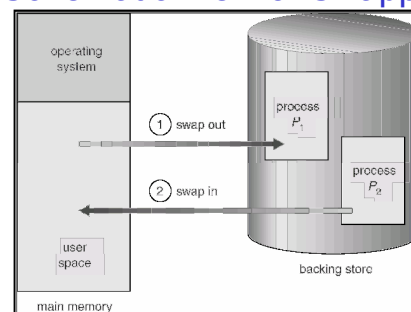 operating
system
1 swap out
process
P1
process
P2
2 swap in
user
space
backing store
main memory